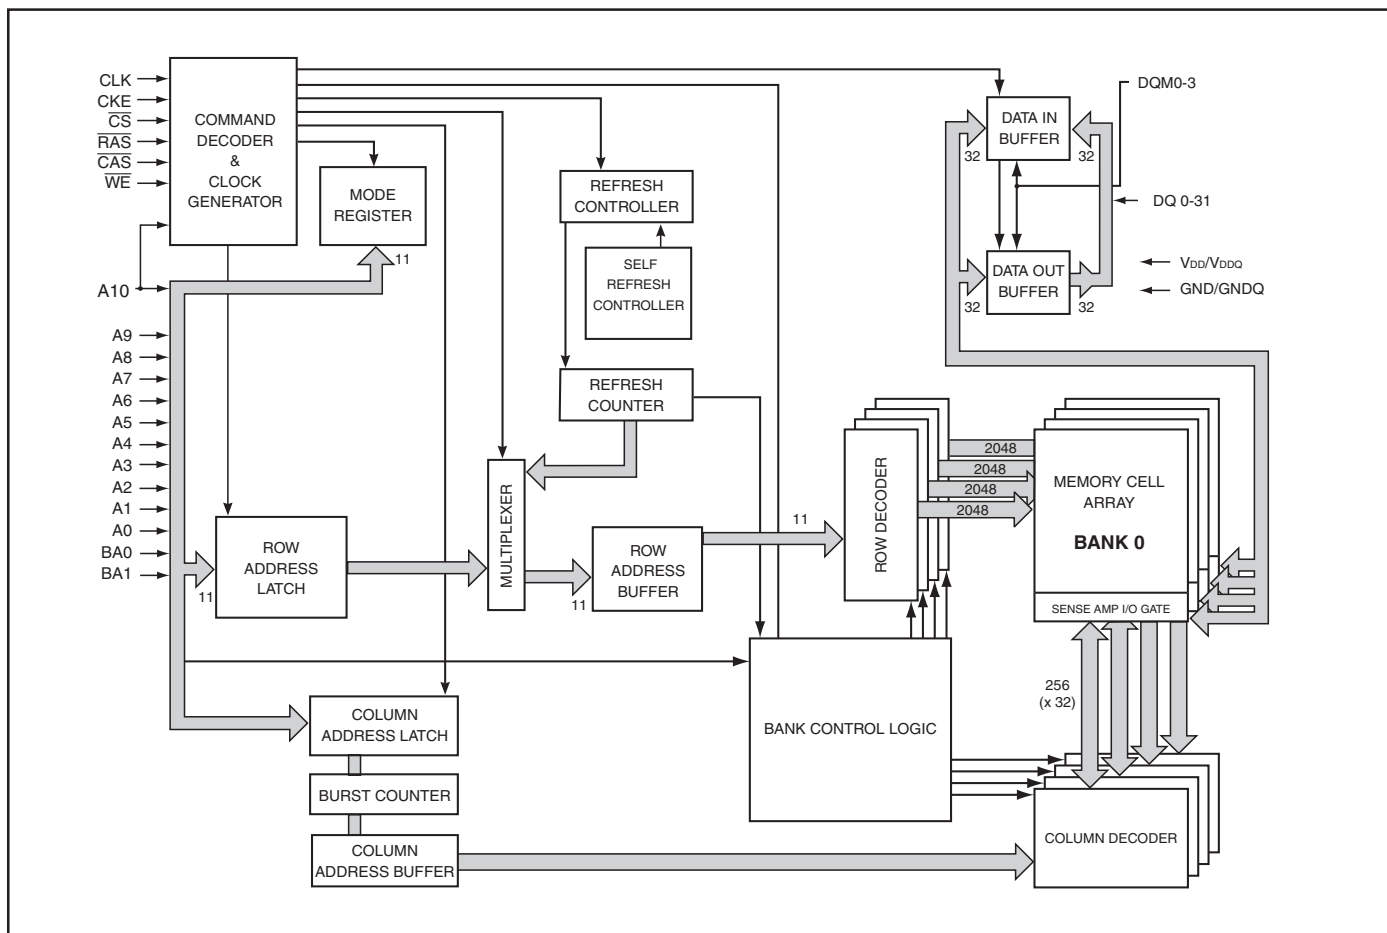 CLK
CKE
CS
RAS
CAS
WE
A10
A9
A8
A7
A6
A5
A4
A3
A2
A1
A0
BA0
BA1
COMMAND
DECODER
&
CLOCK
GENERATOR
MODE
REGISTER
11
REFRESH
CONTROLLER
SELF
REFRESH
CONTROLLER
REFRESH
COUNTER
DATA IN
BUFFER
32
32
DATA OUT
BUFFER
32
32
DQM0-3
DQ 0-31
VDD/VDDQ
GND/GNDQ
11
ROW
ADDRESS
LATCH
MULTIPLEXER
11
ROW
ADDRESS
BUFFER
11
ROW DECODER
2048
2048
2048
2048
MEMORY CELL
ARRAY
BANK 0
SENSE AMP I/O GATE
256
(x 32)
BANK CONTROL LOGIC
COLUMN
ADDRESS LATCH
BURST COUNTER
COLUMN
ADDRESS BUFFER
COLUMN DECODER